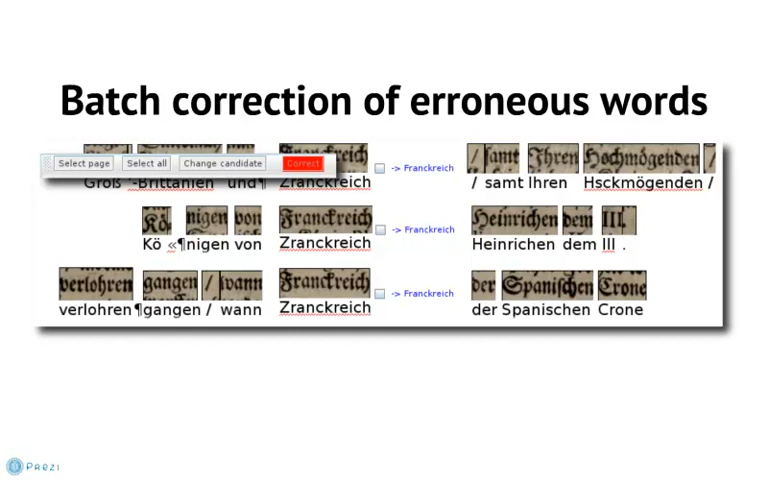 Batch correction of erroneous words
Select page Select all Change candidate Correct
/ samt Ihren Hochmögenden /
-> Franckreich
Groß '-Brittanien und¶ Zranckreich / samt Ihren Hsckmögenden /
Kö nigen von Franckreich Heinrichen dem III.
-> Franckreich
Kö «¶nigen von Zranckreich Heinrichen dem III .
verlohren gangen / wann Franckreich der Spanischen Crone
-> Franckreich
verlohren¶gangen / wann Zranckreich der Spanischen Crone
Prezi